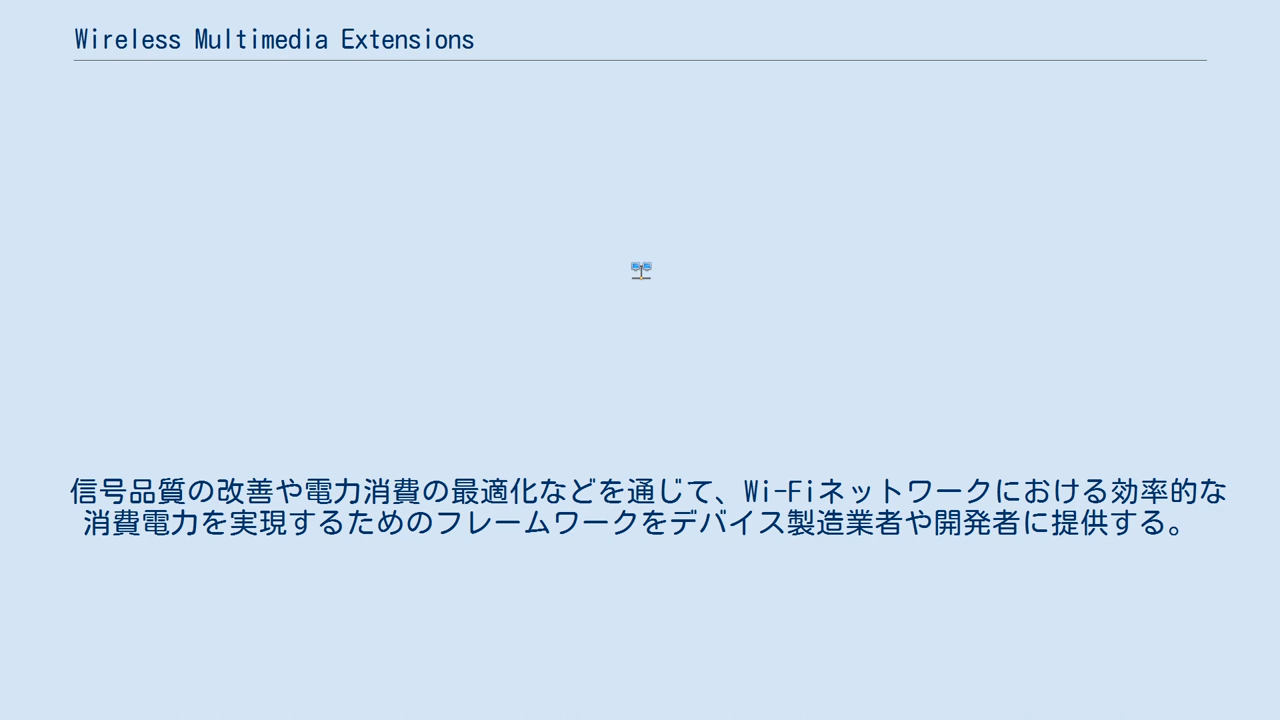 Wireless Multimedia Extensions
信号品質の改善や電力消費の最適化などを通じて、Wi-Fiネットワークにおける効率的な
消費電力を実現するためのフレームワークをデバイス製造業者や開発者に提供する。